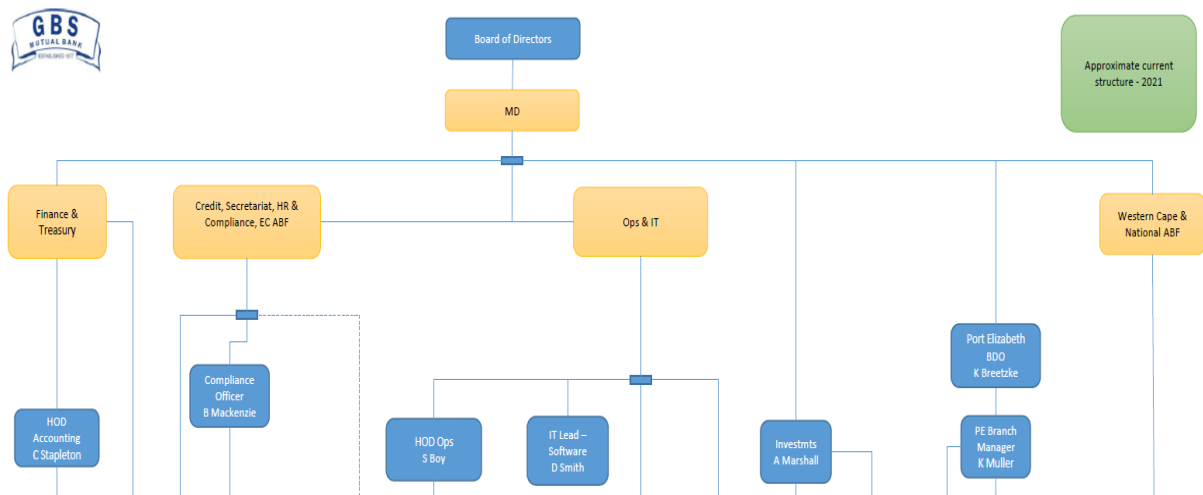 GBS
MUTUAL BANK
ESTABLISHED 1877
Board of Directors
Approximate current
structure - 2021
MD
Finance &
Treasury
Credit, Secretariat, HR &
Compliance, EC ABF
Ops & IT
Western Cape &
National ABF
Port Elizabeth
BDO
K Breetzke
Compliance
Officer
B Mackenzie
HOD
Accounting
C Stapleton
HOD Ops
S Boy
IT Lead –
Software
D Smith
Investmts
A Marshall
PE Branch
Manager
K Muller